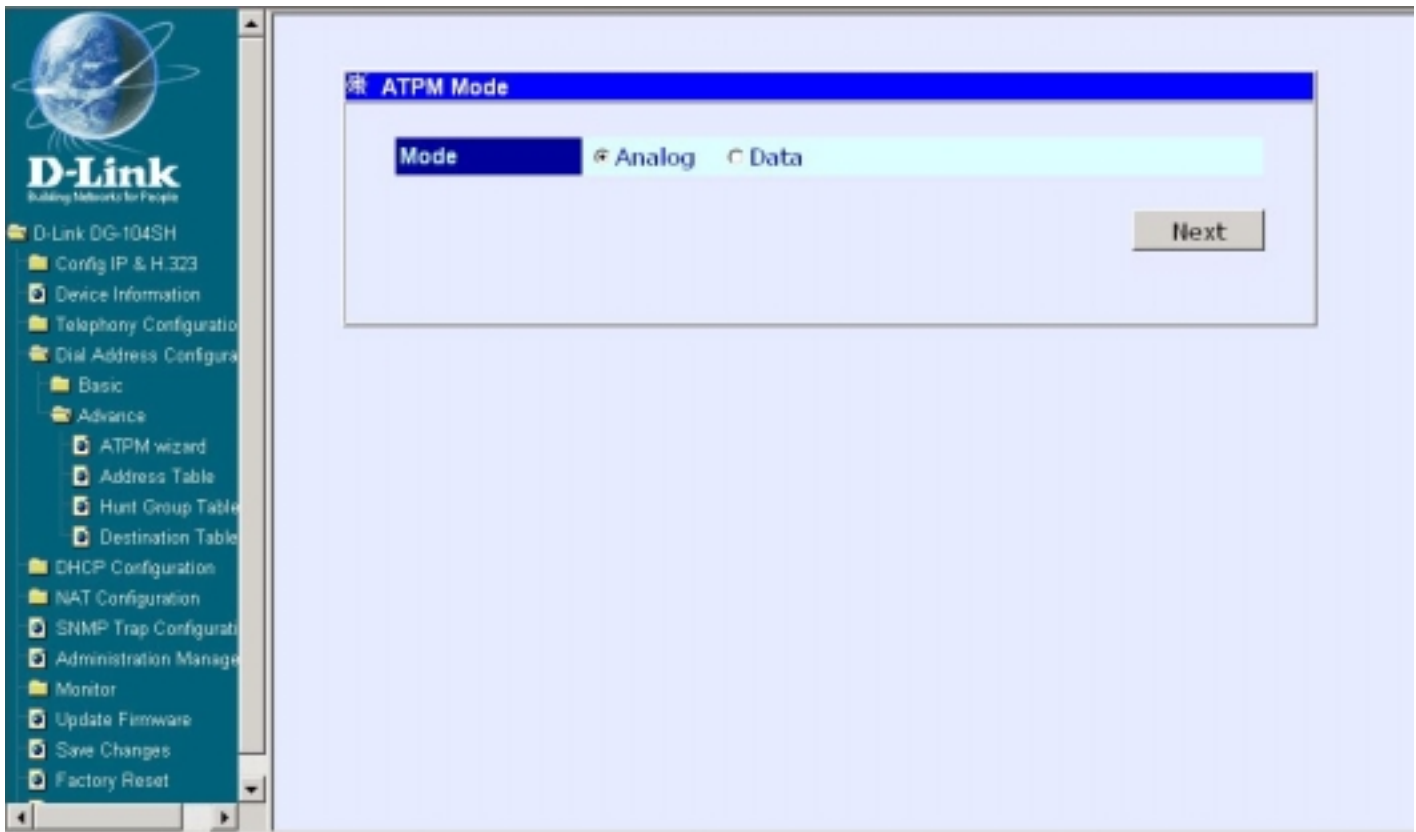 D-Link
Building Networks for People
D-Link DG-104SH
Config IP & H.323
Device Information
Telephony Configuratio
Dial Address Configura
Basic
Advance
ATPM wizard
Address Table
Hunt Group Table
Destination Table
DHCP Configuration
NAT Configuration
SNMP Trap Configurati
Administration Manage
Monitor
Update Firmware
Save Changes
Factory Reset
ATPM Mode
Mode Analog Data
Next